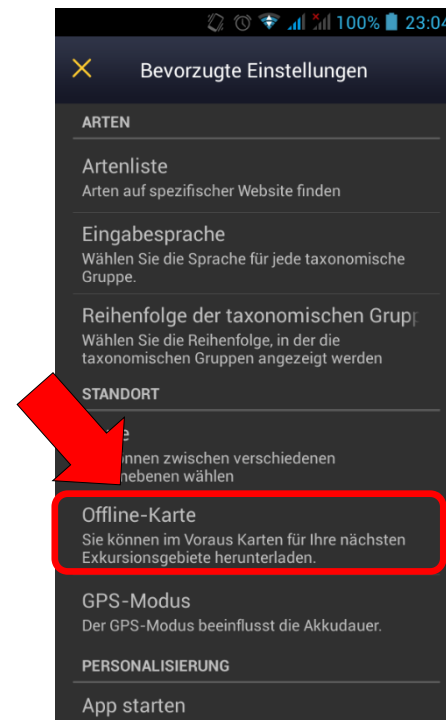 100% 23:04
Bevorzugte Einstellungen
ARTEN
Artenliste
Arten auf spezifischer Website finden
Eingabesprache
Wählen Sie die Sprache für jede taxonomische
Gruppe.
Reihenfolge der taxonomischen Grupp
Wählen Sie die Reihenfolge, in der die
taxonomischen Gruppen angezeigt werden
STANDORT
zwischen verschiedenen
wählen
Offline-Karte
Sie können im Voraus Karten für Ihre nächsten
Exkursionsgebiete herunterladen.
GPS-Modus
Der GPS-Modus beeinflusst die Akkudauer.
PERSONALISIERUNG
App starten